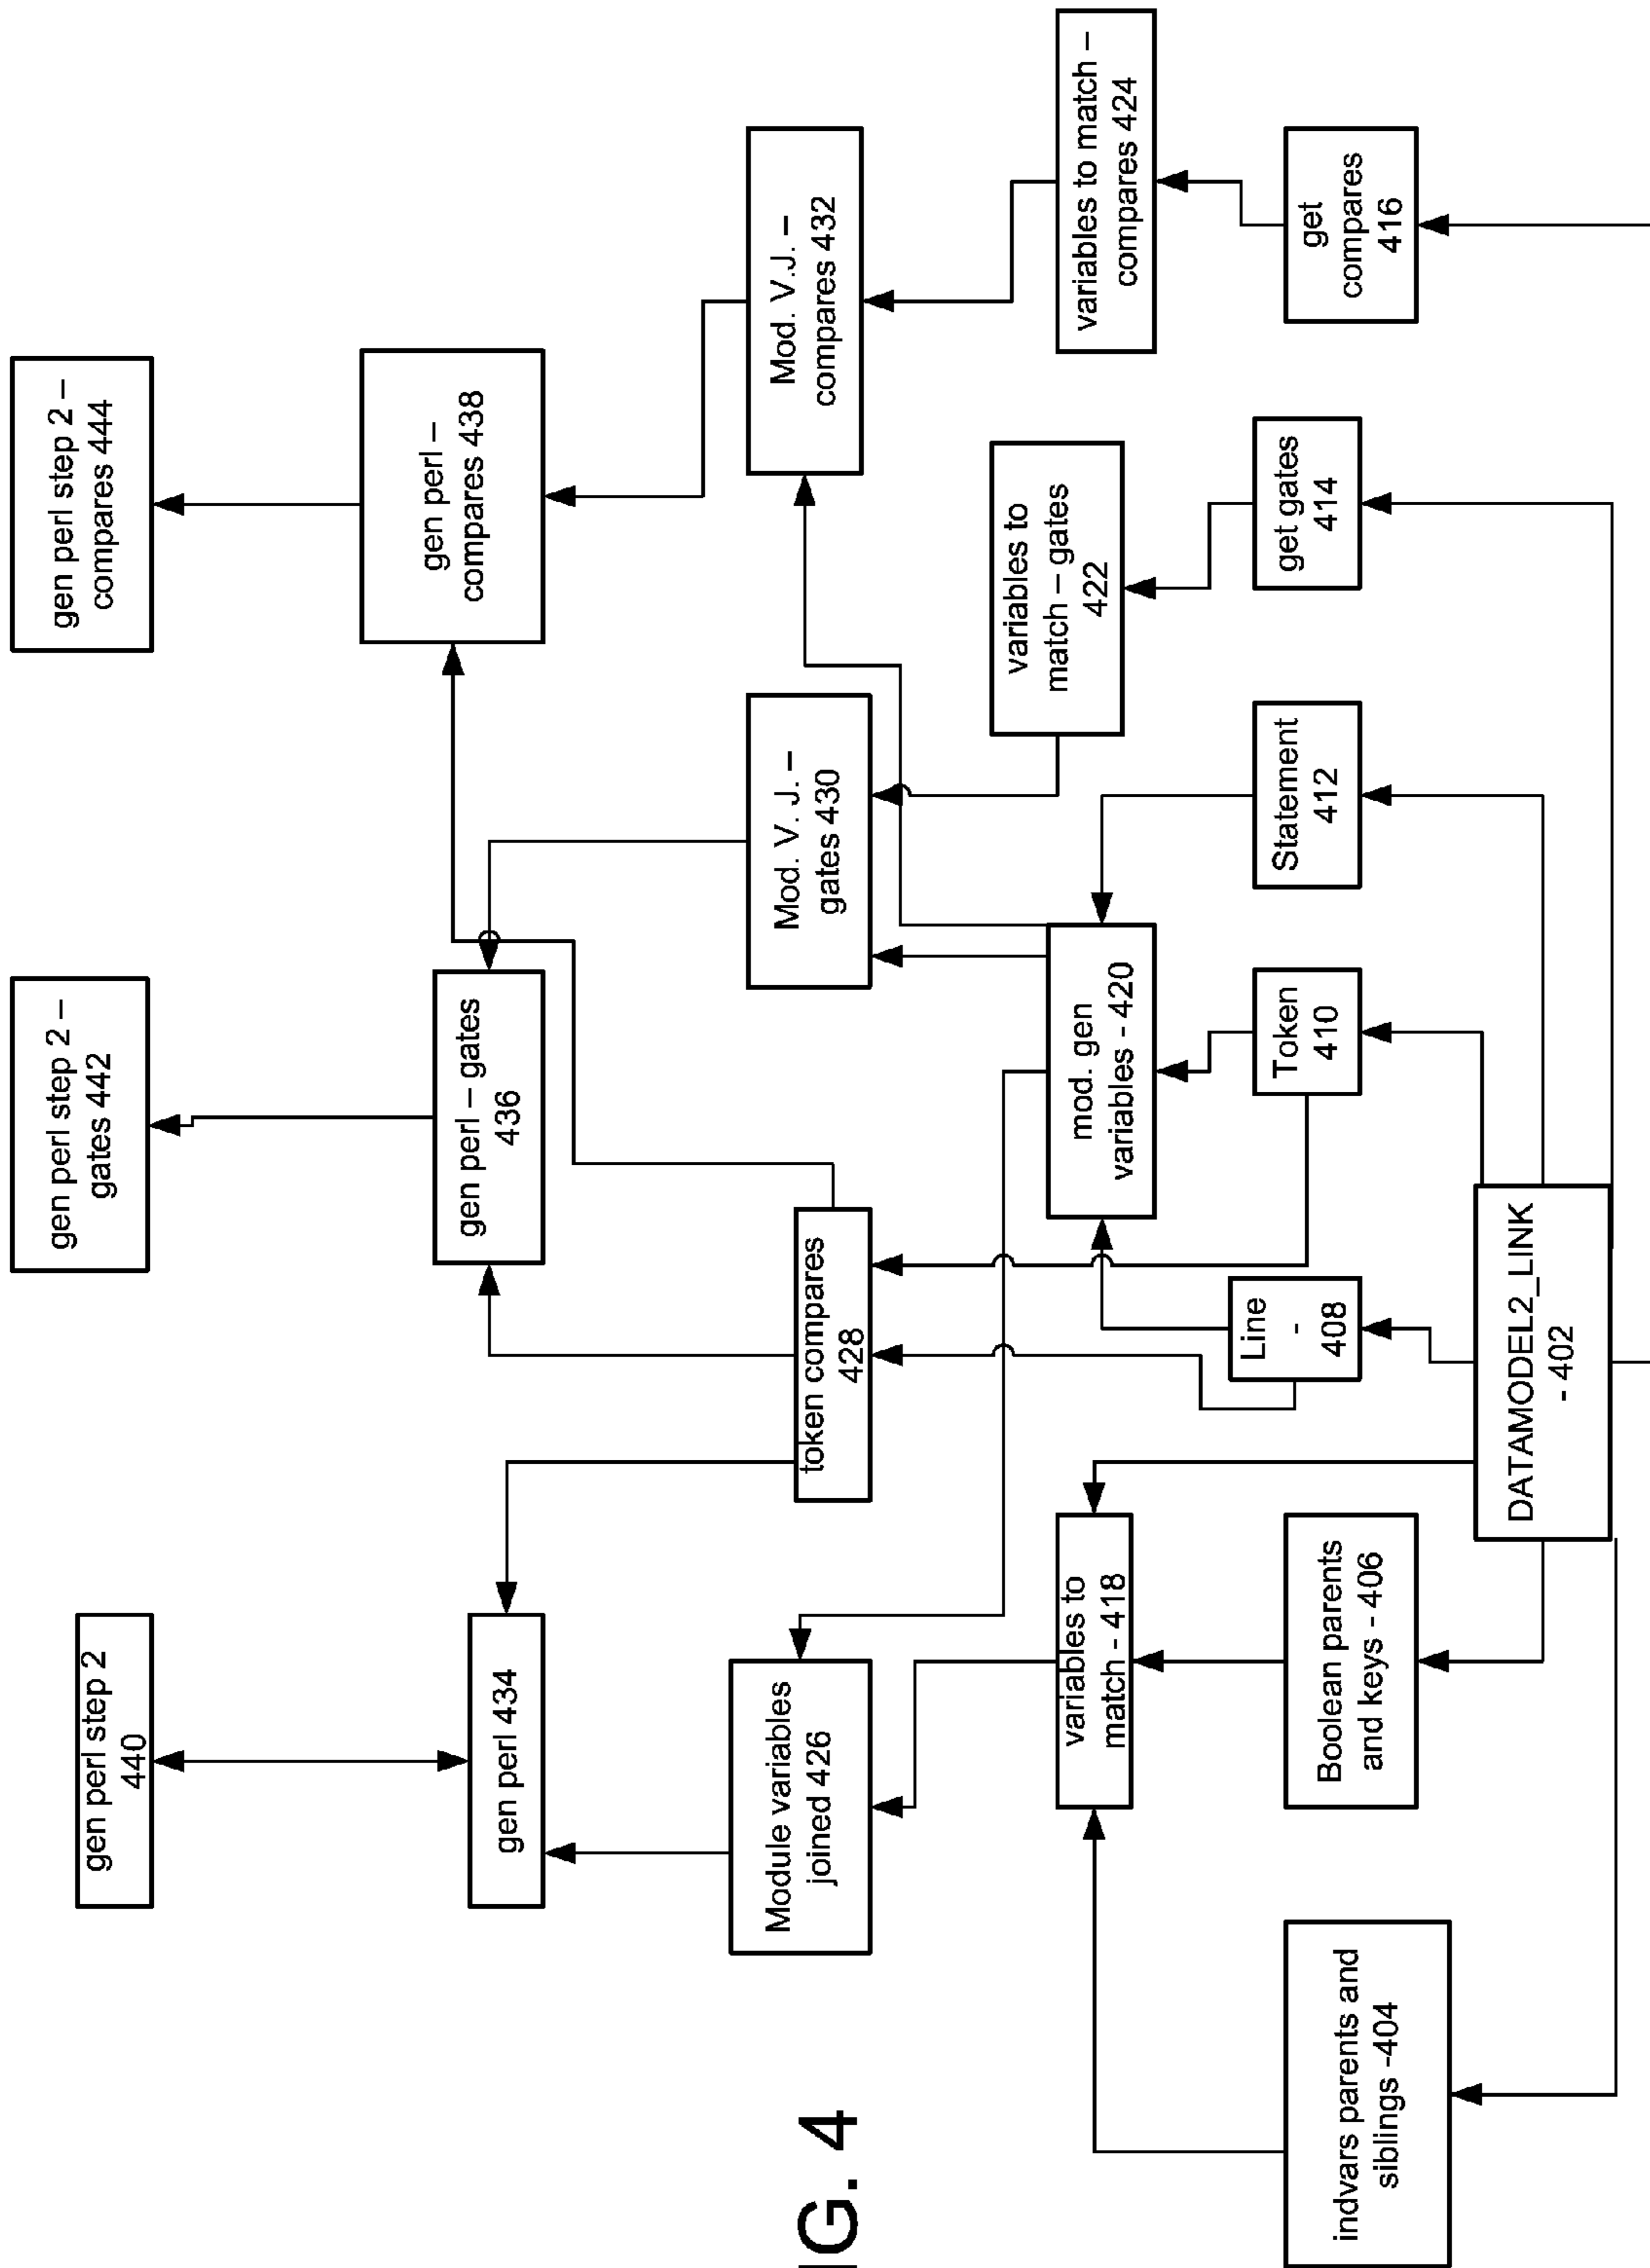 gen perl step 2
440
gen perl step 2 –
gates 442
gen perl step 2 –
compares 444
gen perl 434
gen perl – gates
436
gen perl –
compares 438
Module variables
joined 426
token compares
428
Mod. V. J. –
gates 430
Mod. V.J. –
compares 432
variables to
match - 418
mod. gen
variables - 420
variables to
match – gates
422
variables to match –
compares 424
indvars parents and
siblings -404
Boolean parents
and keys - 406
Line
-
408
Token
410
Statement
412
get gates
414
get
compares
416
DATAMODEL2_LINK
- 402
IG. 4